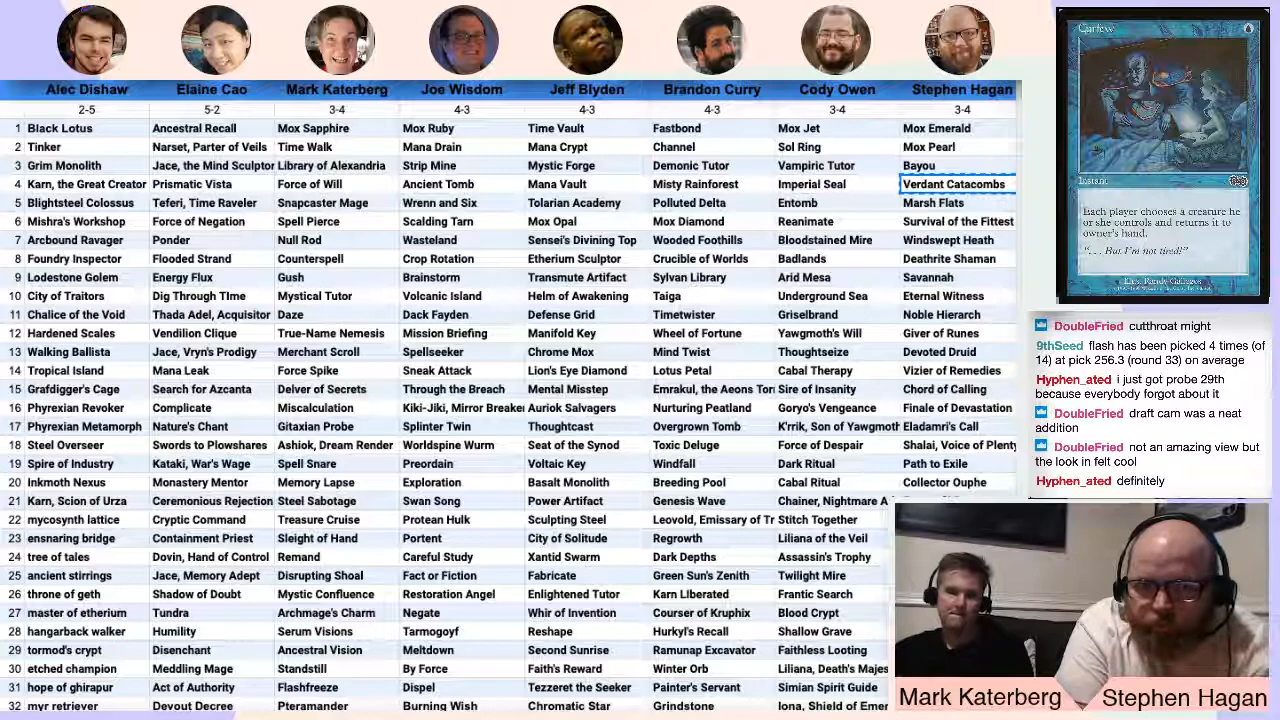 Alec Dishaw Elaine Cao Mark Katerberg Joe Wisdom Jeff Blyden Brandon Curry Cody Owen Stephen Hagan
2-5 5-2 3-4 4-3 4-3 4-3 3-4 3-4
1 Black Lotus Ancestral Recall Mox Sapphire Mox Ruby Time Vault Fastbond Mox Jet Mox Emerald
2 Tinker Narset, Parter of Veils Time Walk Mana Drain Mana Crypt Channel Sol Ring Mox Pearl
3 Grim Monolith Jace, the Mind Sculptor Library of Alexandria Strip Mine Mystic Forge Demonic Tutor Vampiric Tutor Bayou
4 Karn, the Great Creator Prismatic Vista Force of Will Ancient Tomb Mana Vault Misty Rainforest Imperial Seal Verdant Catacombs
5 Blightsteel Colossus Teferi, Time Raveler Snapcaster Mage Wrenn and Six Tolarian Academy Polluted Delta Entomb Marsh Flats
6 Mishra's Workshop Force of Negation Spell Pierce Scalding Tarn Mox Opal Mox Diamond Reanimate Survival of the Fittest
7 Arcbound Ravager Ponder Null Rod Wasteland Sensei's Divining Top Wooded Foothills Bloodstained Mire Windswept Heath
8 Foundry Inspector Flooded Strand Counterspell Crop Rotation Etherium Sculptor Crucible of Worlds Badlands Deathrite Shaman
9 Lodestone Golem Energy Flux Gush Brainstorm Transmute Artifact Sylvan Library Arid Mesa Savannah
10 City of Traitors Dig Through TIme Mystical Tutor Volcanic Island Helm of Awakening Taiga Underground Sea Eternal Witness
11 Chalice of the Void Thada Adel, Acquisitor Daze Dack Fayden Defense Grid Timetwister Griselbrand Noble Hierarch
12 Hardened Scales Vendilion Clique True-Name Nemesis Mission Briefing Manifold Key Wheel of Fortune Yawgmoth's Will Giver of Runes
13 Walking Ballista Jace, Vryn's Prodigy Merchant Scroll Spellseeker Chrome Mox Mind Twist Thoughtseize Devoted Druid
14 Tropical Island Mana Leak Force Spike Sneak Attack Lion's Eye Diamond Lotus Petal Cabal Therapy Vizier of Remedies
15 Grafdigger's Cage Search for Azcanta Delver of Secrets Through the Breach Mental Misstep Emrakul, the Aeons Torn Sire of Insanity Chord of Calling
16 Phyrexian Revoker Complicate Miscalculation Kiki-Jiki, Mirror Breaker Auriok Salvagers Nurturing Peatland Goryo's Vengeance Finale of Devastation
17 Phyrexian Metamorph Nature's Chant Gitaxian Probe Splinter Twin Thoughtcast Overgrown Tomb K'rrik, Son of Yawgmoth Eladamri's Call
18 Steel Overseer Swords to Plowshares Ashiok, Dream Render Worldspine Wurm Seat of the Synod Toxic Deluge Force of Despair Shalai, Voice of Plenty
19 Spire of Industry Kataki, War's Wage Spell Snare Preordain Voltaic Key Windfall Dark Ritual Path to Exile
20 Inkmoth Nexus Monastery Mentor Memory Lapse Exploration Basalt Monolith Breeding Pool Cabal Ritual Collector Ouphe
21 Karn, Scion of Urza Ceremonious Rejection Steel Sabotage Swan Song Power Artifact Genesis Wave Chainer, Nightmare A
22 mycosynth lattice Cryptic Command Treasure Cruise Protean Hulk Sculpting Steel Leovold, Emissary of Tr Stitch Together
23 ensnaring bridge Containment Priest Sleight of Hand Portent City of Solitude Regrowth Liliana of the Veil
24 tree of tales Dovin, Hand of Control Remand Careful Study Xantid Swarm Dark Depths Assassin's Trophy
25 ancient stirrings Jace, Memory Adept Disrupting Shoal Fact or Fiction Fabricate Green Sun's Zenith Twilight Mire
26 throne of geth Shadow of Doubt Mystic Confluence Restoration Angel Enlightened Tutor Karn LIberated Frantic Search
27 master of etherium Tundra Archmage's Charm Negate Whir of Invention Courser of Kruphix Blood Crypt
28 hangarback walker Humility Serum Visions Tarmogoyf Reshape Hurkyl's Recall Shallow Grave
29 tormod's crypt Disenchant Ancestral Vision Meltdown Second Sunrise Ramunap Excavator Faithless Looting
30 etched champion Meddling Mage Standstill By Force Faith's Reward Winter Orb Liliana, Death's Majes
31 hope of ghirapur Act of Authority Flashfreeze Dispel Tezzeret the Seeker Painter's Servant Simian Spirit Guide
32 myr retriever Devout Decree Pteramander Burning Wish Chromatic Star Grindstone Iona, Shield of Emer
Curfew
Instant
Each player chooses a creature he
or she controls and returns it to
owner's hand.
". . . But I'm not tired!"
Illus. Randy Gallegos
DoubleFried cutthroat might
9thSeed flash has been picked 4 times (of
14) at pick 256.3 (round 33) on average
Hyphen_ated i just got probe 29th
because everybody forgot about it
DoubleFried draft cam was a neat
addition
DoubleFried not an amazing view but
the look in felt cool
Hyphen_ated definitely
Mark Katerberg Stephen Hagan